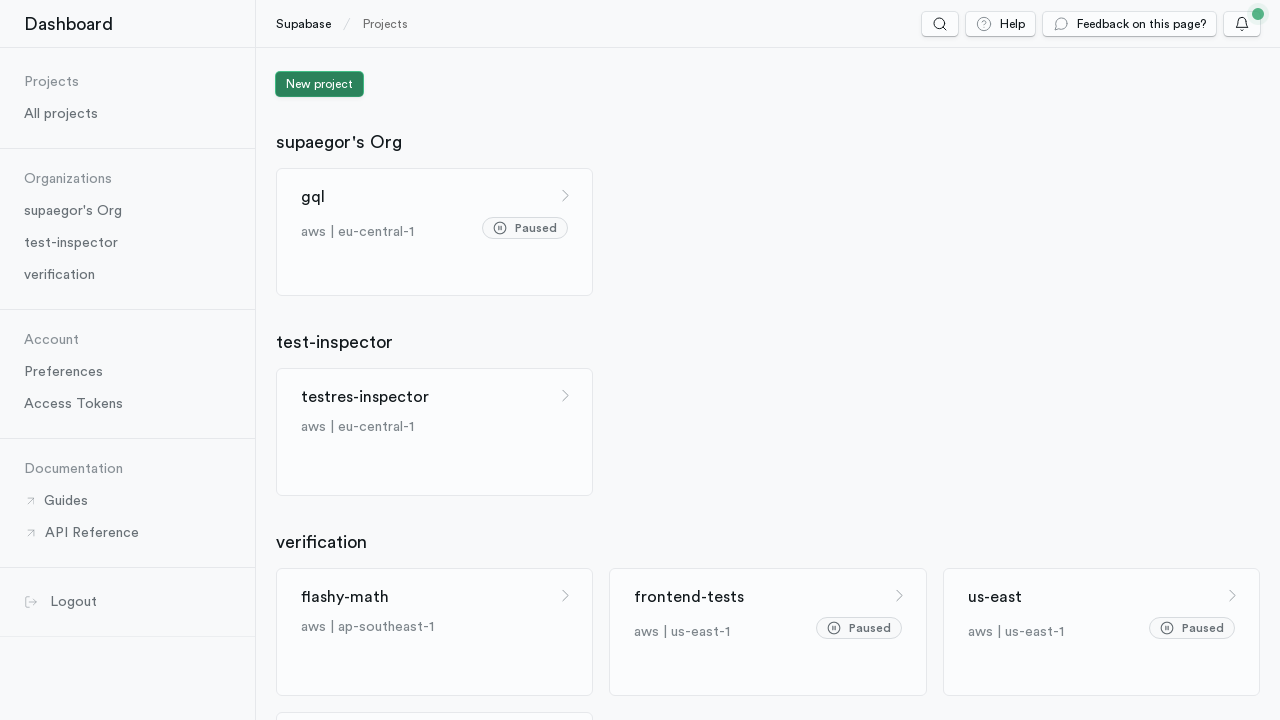 Dashboard
Supabase / Projects
Help
Feedback on this page?
Projects
All projects
Organizations
supaegor's Org
test-inspector
verification
Account
Preferences
Access Tokens
Documentation
Guides
API Reference
Logout
New project
supaegor's Org
gql
aws | eu-central-1
Paused
test-inspector
testres-inspector
aws | eu-central-1
verification
flashy-math
aws | ap-southeast-1
frontend-tests
aws | us-east-1
Paused
us-east
aws | us-east-1
Paused